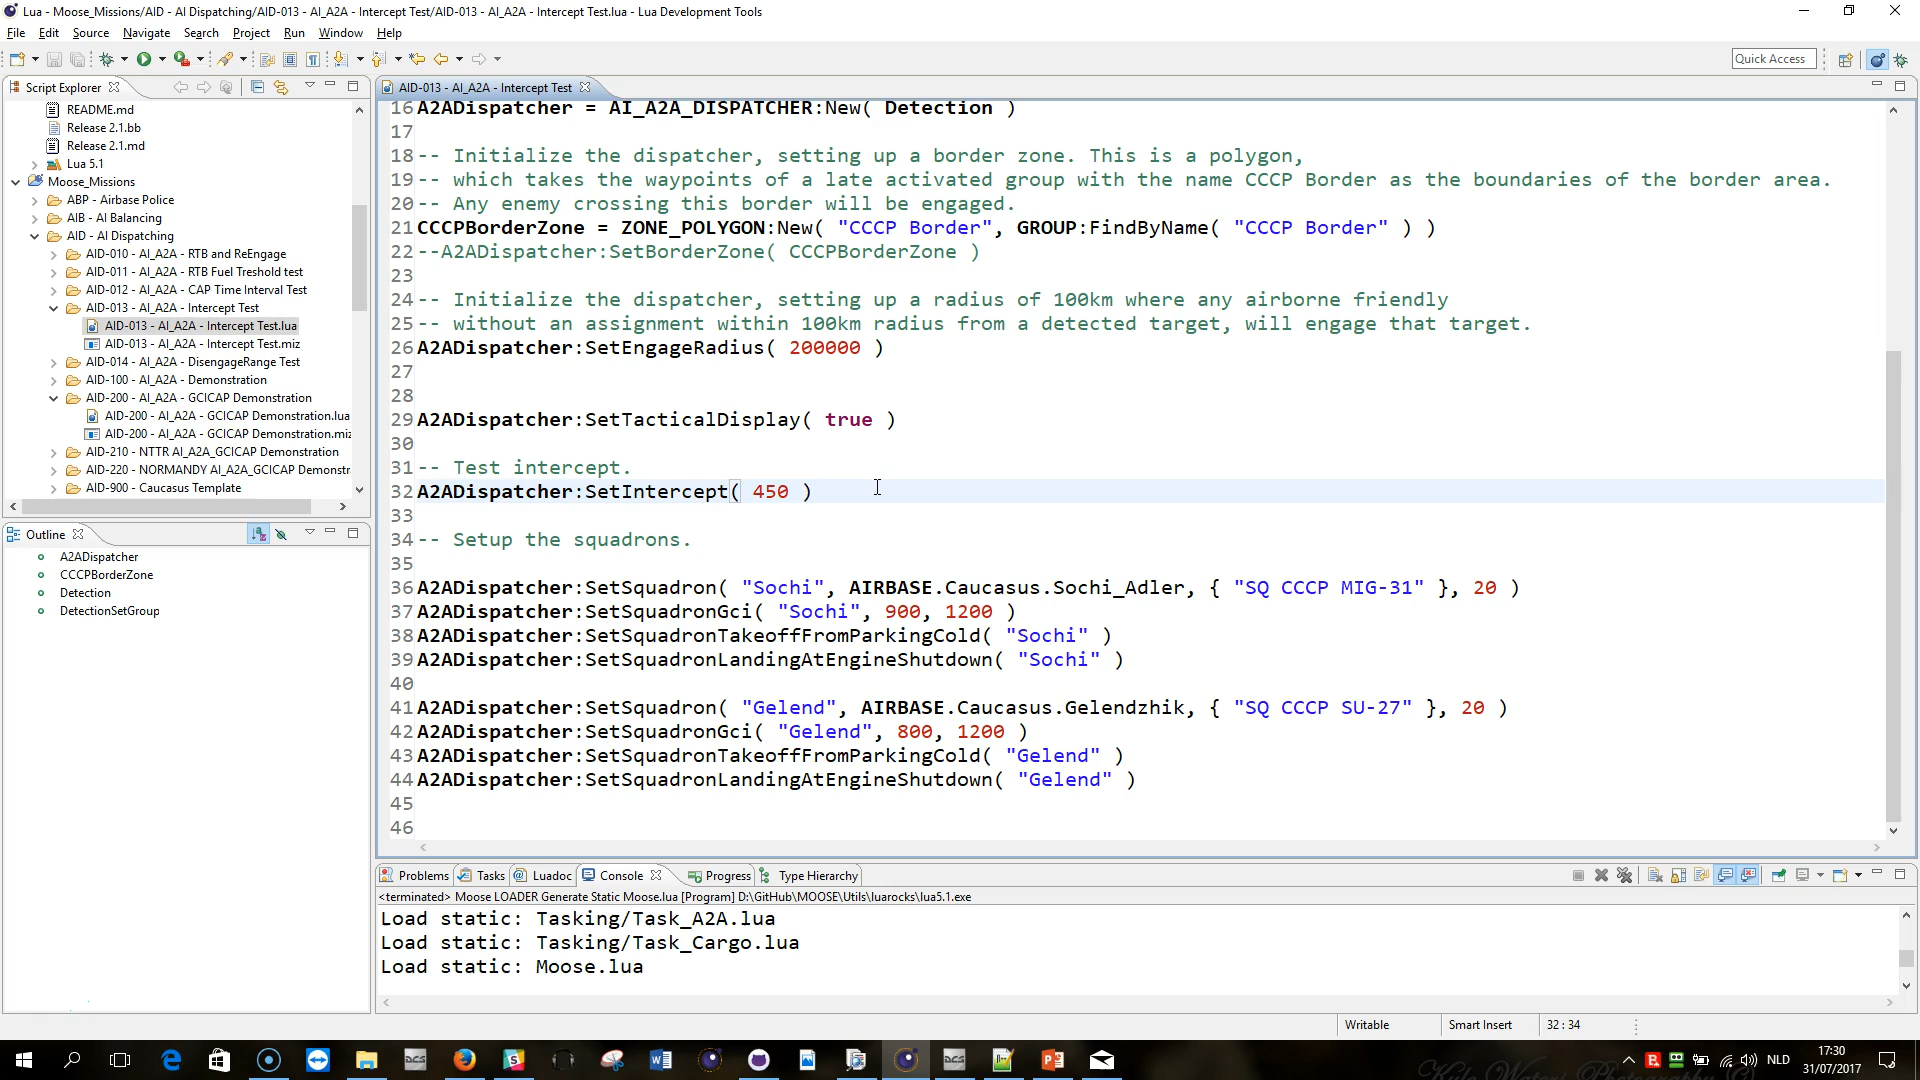 Lua - Moose_Missions/AID - AI Dispatching/AID-013 - AI_A2A - Intercept Test/AID-013 - AI_A2A - Intercept Test.lua - Lua Development Tools
File Edit Source Navigate Search Project Run Window Help
Quick Access
Script Explorer
README.md
Release 2.1.bb
Release 2.1.md
Lua 5.1
Moose_Missions
ABP - Airbase Police
AIB - AI Balancing
AID - AI Dispatching
AID-010 - AI_A2A - RTB and ReEngage
AID-011 - AI_A2A - RTB Fuel Treshold test
AID-012 - AI_A2A - CAP Time Interval Test
AID-013 - AI_A2A - Intercept Test
AID-013 - AI_A2A - Intercept Test.lua
AID-013 - AI_A2A - Intercept Test.miz
AID-014 - AI_A2A - DisengageRange Test
AID-100 - AI_A2A - Demonstration
AID-200 - AI_A2A - GCICAP Demonstration
AID-200 - AI_A2A - GCICAP Demonstration.lua
AID-200 - AI_A2A - GCICAP Demonstration.miz
AID-210 - NTTR AI_A2A_GCICAP Demonstration
AID-220 - NORMANDY AI_A2A_GCICAP Demonstr
AID-900 - Caucasus Template
Outline
A2ADispatcher
CCCPBorderZone
Detection
DetectionSetGroup
AID-013 - AI_A2A - Intercept Test
16 A2ADispatcher = AI_A2A_DISPATCHER:New( Detection )
17
18 -- Initialize the dispatcher, setting up a border zone. This is a polygon,
19 -- which takes the waypoints of a late activated group with the name CCCP Border as the boundaries of the border area.
20 -- Any enemy crossing this border will be engaged.
21 CCCPBorderZone = ZONE_POLYGON:New( "CCCP Border", GROUP:FindByName( "CCCP Border" ) )
22 --A2ADispatcher:SetBorderZone( CCCPBorderZone )
23
24 -- Initialize the dispatcher, setting up a radius of 100km where any airborne friendly
25 -- without an assignment within 100km radius from a detected target, will engage that target.
26 A2ADispatcher:SetEngageRadius( 200000 )
27
28
29 A2ADispatcher:SetTacticalDisplay( true )
30
31 -- Test intercept.
32 A2ADispatcher:SetIntercept( 450 )
33
34 -- Setup the squadrons.
35
36 A2ADispatcher:SetSquadron( "Sochi", AIRBASE.Caucasus.Sochi_Adler, { "SQ CCCP MIG-31" }, 20 )
37 A2ADispatcher:SetSquadronGci( "Sochi", 900, 1200 )
38 A2ADispatcher:SetSquadronTakeoffFromParkingCold( "Sochi" )
39 A2ADispatcher:SetSquadronLandingAtEngineShutdown( "Sochi" )
40
41 A2ADispatcher:SetSquadron( "Gelend", AIRBASE.Caucasus.Gelendzhik, { "SQ CCCP SU-27" }, 20 )
42 A2ADispatcher:SetSquadronGci( "Gelend", 800, 1200 )
43 A2ADispatcher:SetSquadronTakeoffFromParkingCold( "Gelend" )
44 A2ADispatcher:SetSquadronLandingAtEngineShutdown( "Gelend" )
45
46
Problems Tasks Luadoc Console Progress Type Hierarchy
<terminated> Moose LOADER Generate Static Moose.lua [Program] D:\GitHub\MOOSE\Utils\luarocks\lua5.1.exe
Load static: Tasking/Task_A2A.lua
Load static: Tasking/Task_Cargo.lua
Load static: Moose.lua
Writable Smart Insert 32 : 34
NLD
17:30
31/07/2017